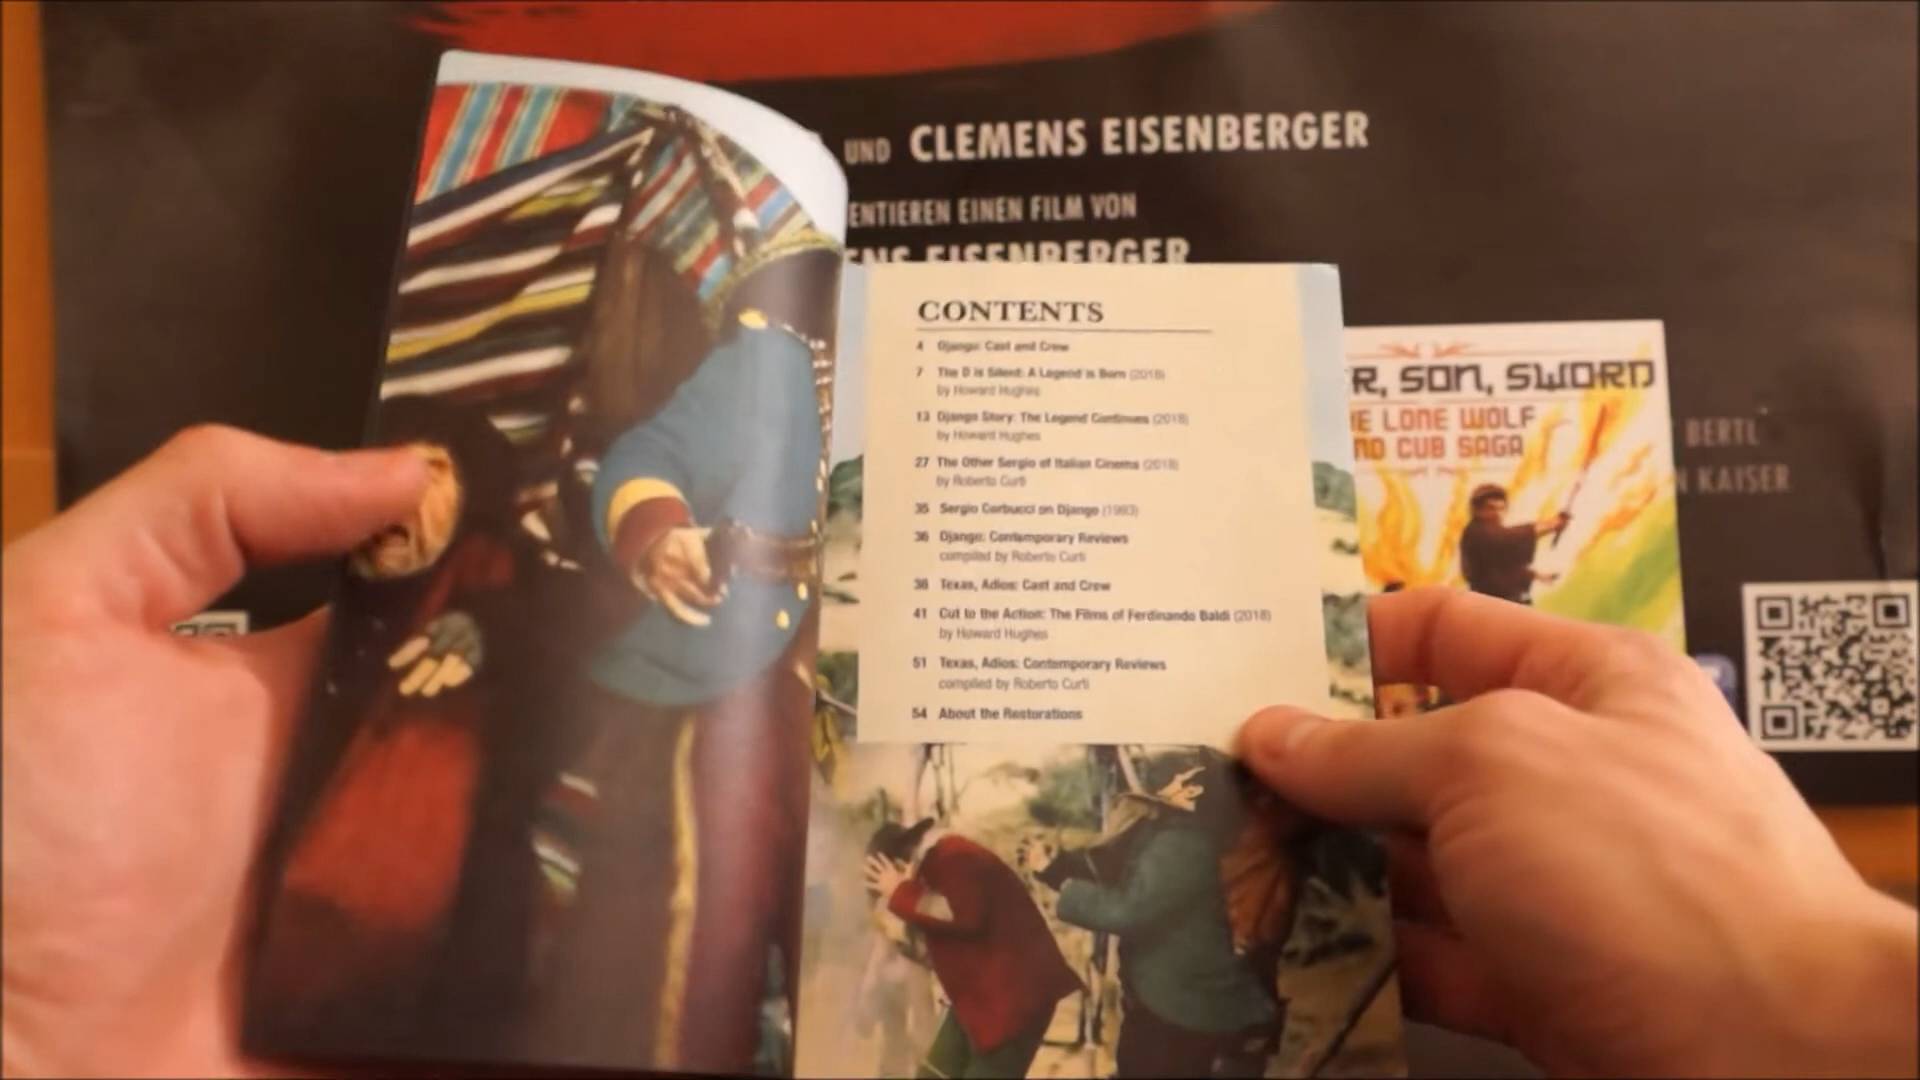 UND CLEMENS EISENBERGER
ENTIEREN EINEN FILM VON
ENS EISENBERGER
CONTENTS
4 Django: Cast and Crew
7 The D is Silent: A Legend is Born (2018)
by Howard Hughes
13 Django Story: The Legend Continues (2018)
by Howard Hughes
27 The Other Sergio of Italian Cinema (2018)
by Roberto Curti
35 Sergio Corbucci on Django (1983)
36 Django: Contemporary Reviews
compiled by Roberto Curti
38 Texas, Adios: Cast and Crew
41 Cut to the Action: The Films of Ferdinando Baldi (2018)
by Howard Hughes
51 Texas, Adios: Contemporary Reviews
compiled by Roberto Curti
54 About the Restorations
R, SON, SWORD
E LONE WOLF
ND CUB SAGA
BERTL
N KAISER